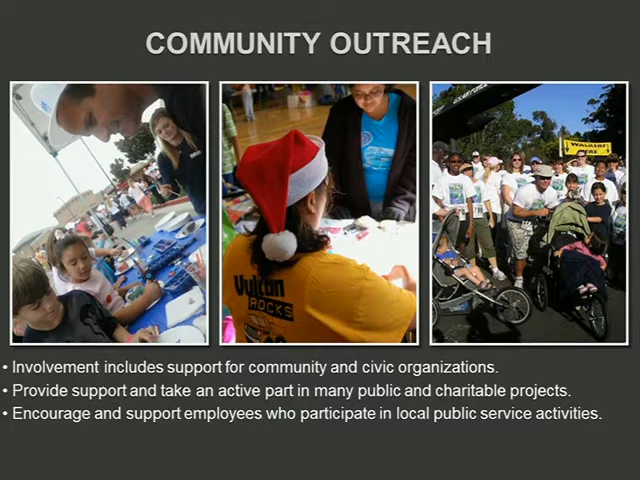 COMMUNITY OUTREACH
Vulcan
ROCKS
WALKERS
HERE
• Involvement includes support for community and civic organizations.
• Provide support and take an active part in many public and charitable projects.
• Encourage and support employees who participate in local public service activities.